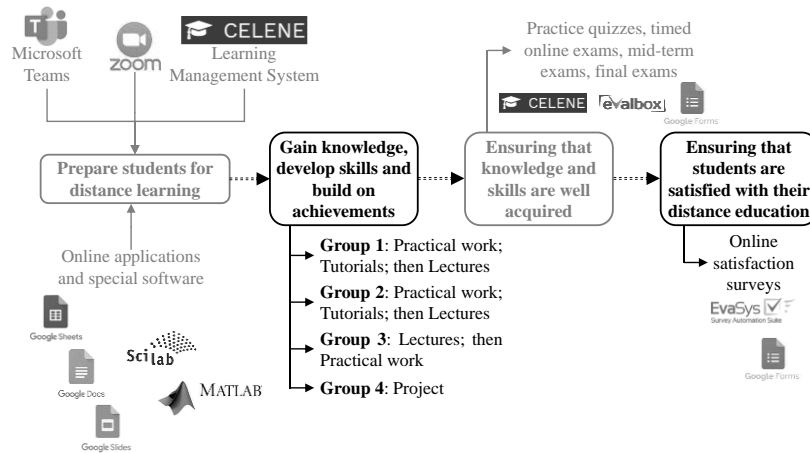 Microsoft
Teams
zoom
CELENE
Learning
Management System
Prepare students for
distance learning
Online applications
and special software
Google Sheets
Google Docs
Google Slides
Scilab
MATLAB
Gain knowledge,
develop skills and
build on
achievements
Group 1: Practical work;
Tutorials; then Lectures
Group 2: Practical work;
Tutorials; then Lectures
Group 3: Lectures; then
Practical work
Group 4: Project
Practice quizzes, timed
online exams, mid-term
exams, final exams
CELENE
evalbox
Google Forms
Ensuring that
knowledge and
skills are well
acquired
Ensuring that
students are
satisfied with their
distance education
Online
satisfaction
surveys
EvaSys
Survey Automation Suite
Google Forms